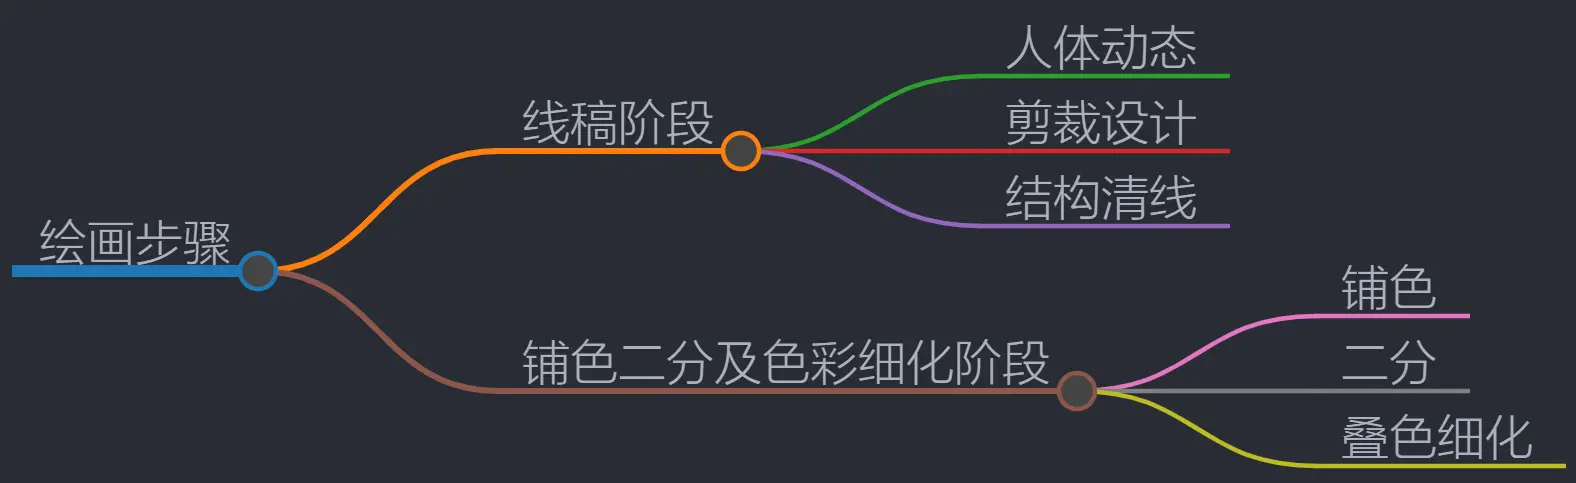 绘画步骤
线稿阶段
人体动态
剪裁设计
结构清线
铺色二分及色彩细化阶段
铺色
二分
叠色细化